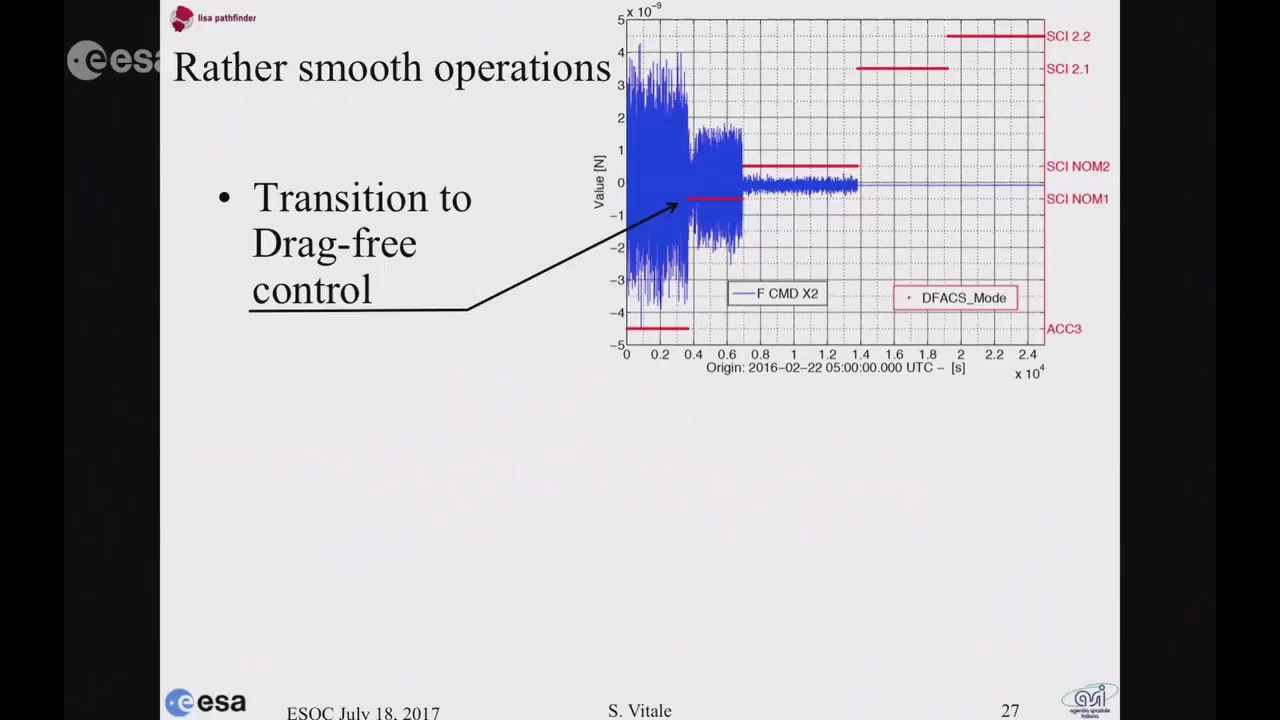 lisa pathfinder
esa
Rather smooth operations
• Transition to
Drag-free
control
x 10⁻⁹
5
4
3
2
1
0
−1
−2
−3
−4
−5
Value [N]
F CMD X2
DFACS_Mode
SCI 2.2
SCI 2.1
SCI NOM2
SCI NOM1
ACC3
0 0.2 0.4 0.6 0.8 1 1.2 1.4 1.6 1.8 2 2.2 2.4
Origin: 2016−02−22 05:00:00.000 UTC − [s]
x 10⁴
esa
ESOC July 18, 2017
S. Vitale
27
asi
agenzia spaziale
italiana